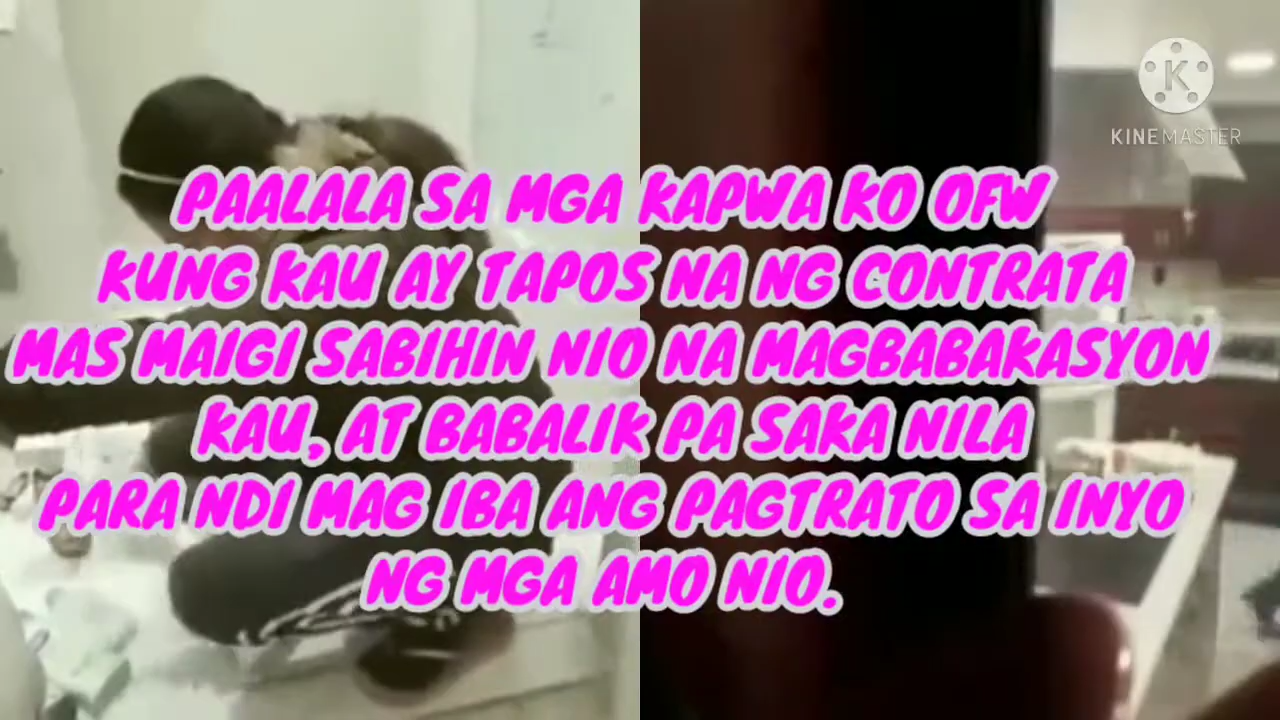 KINEMASTER
PAALALA SA MGA KAPWA KO OFW
KUNG KAU AY TAPOS NA NG CONTRATA
MAS MAIGI SABIHIN NIO NA MAGBABAKASYON
KAU, AT BABALIK PA SAKA NILA
PARA NDI MAG IBA ANG PAGTRATO SA INYO
NG MGA AMO NIO.